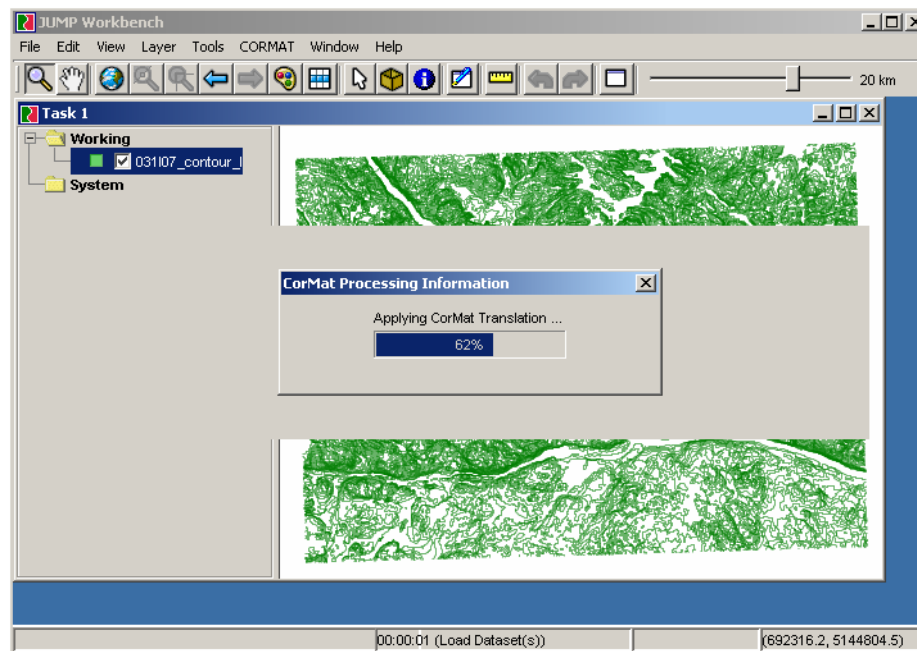 JUMP Workbench
File Edit View Layer Tools CORMAT Window Help
20 km
Task 1
Working
031I07_contour_l
System
CorMat Processing Information
Applying CorMat Translation ...
62%
00:00:01 (Load Dataset(s))
(692316.2, 5144804.5)